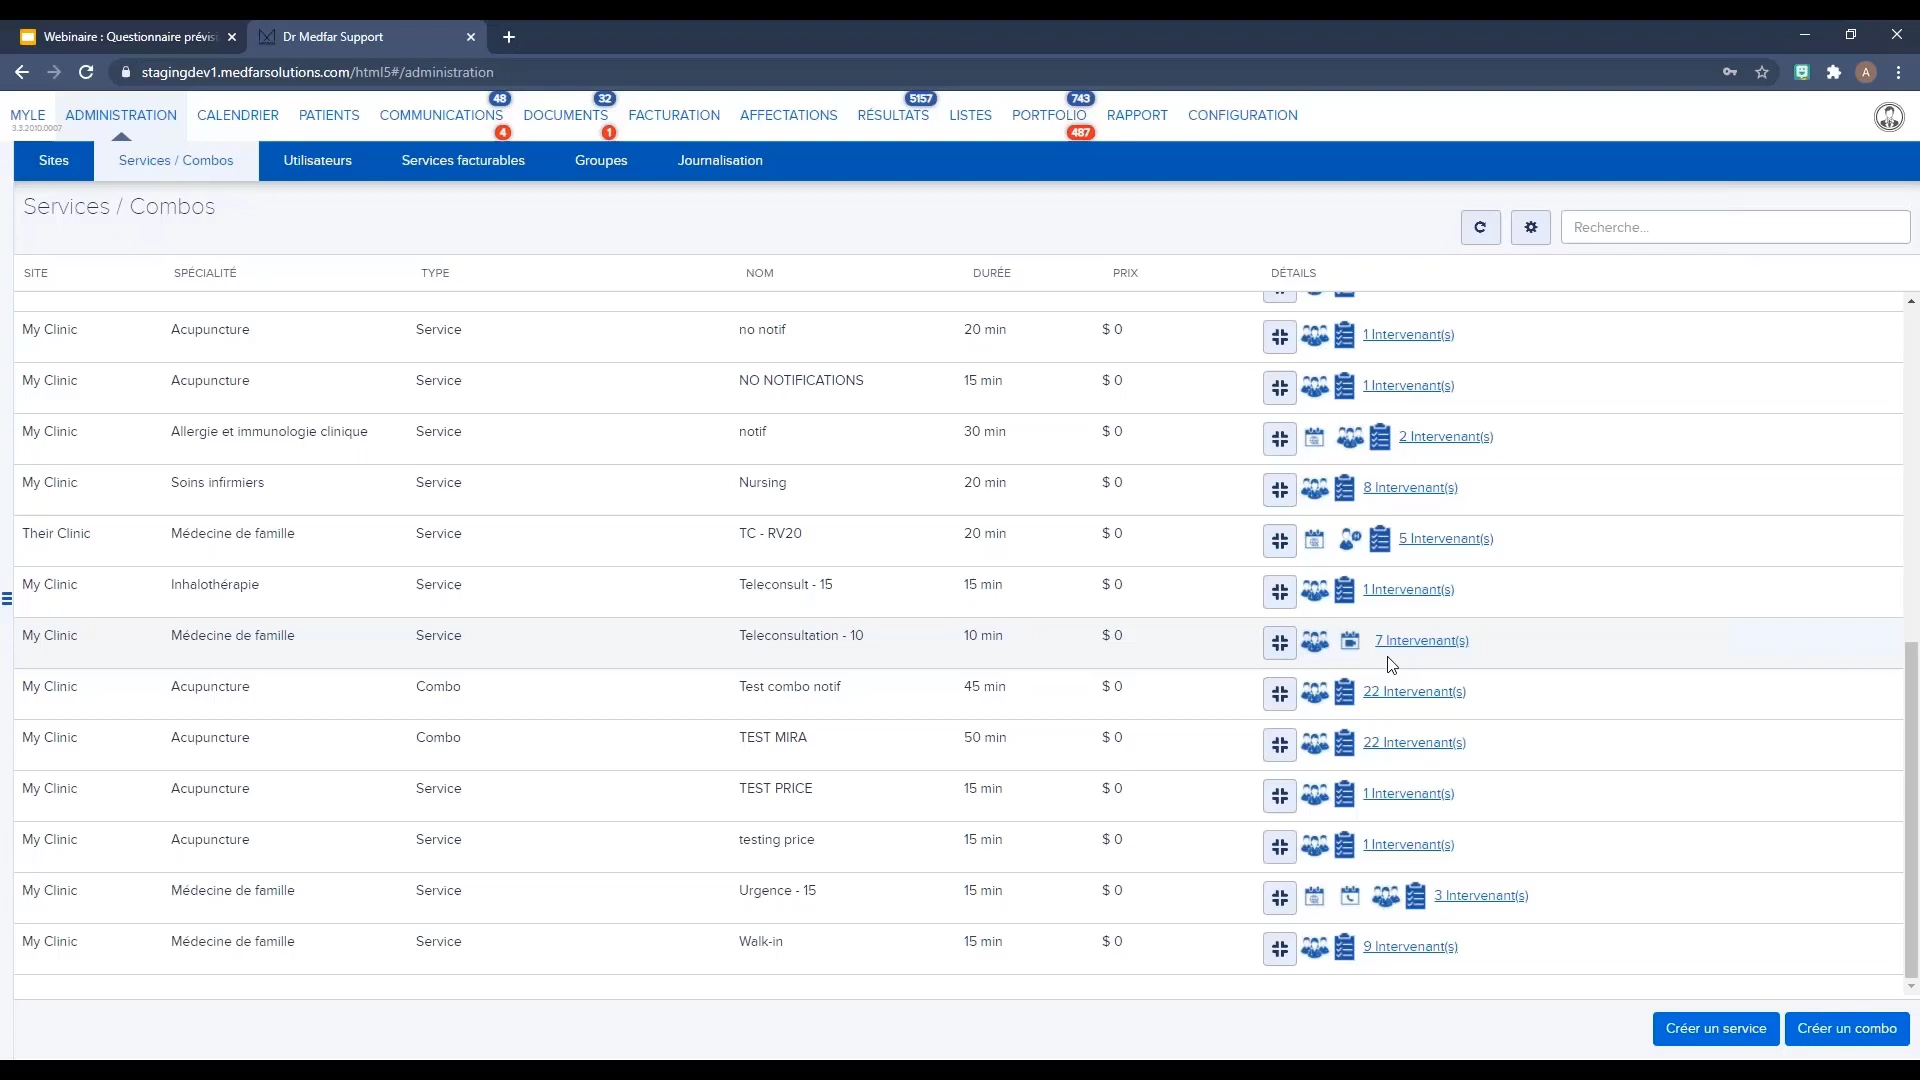 Webinaire : Questionnaire prévis
Dr Medfar Support
stagingdev1.medfarsolutions.com/html5#/administration
A
MYLE
3.3.2010.0007
ADMINISTRATION
CALENDRIER
PATIENTS
COMMUNICATIONS
48
4
DOCUMENTS
32
1
FACTURATION
AFFECTATIONS
RÉSULTATS
5157
LISTES
PORTFOLIO
743
487
RAPPORT
CONFIGURATION
Sites
Services / Combos
Utilisateurs
Services facturables
Groupes
Journalisation
Services / Combos
Recherche...
SITE SPÉCIALITÉ TYPE NOM DURÉE PRIX DÉTAILS
My Clinic Acupuncture Service no notif 20 min $ 0 1 Intervenant(s)
My Clinic Acupuncture Service NO NOTIFICATIONS 15 min $ 0 1 Intervenant(s)
My Clinic Allergie et immunologie clinique Service notif 30 min $ 0 2 Intervenant(s)
My Clinic Soins infirmiers Service Nursing 20 min $ 0 8 Intervenant(s)
Their Clinic Médecine de famille Service TC - RV20 20 min $ 0 5 Intervenant(s)
My Clinic Inhalothérapie Service Teleconsult - 15 15 min $ 0 1 Intervenant(s)
My Clinic Médecine de famille Service Teleconsultation - 10 10 min $ 0 7 Intervenant(s)
My Clinic Acupuncture Combo Test combo notif 45 min $ 0 22 Intervenant(s)
My Clinic Acupuncture Combo TEST MIRA 50 min $ 0 22 Intervenant(s)
My Clinic Acupuncture Service TEST PRICE 15 min $ 0 1 Intervenant(s)
My Clinic Acupuncture Service testing price 15 min $ 0 1 Intervenant(s)
My Clinic Médecine de famille Service Urgence - 15 15 min $ 0 3 Intervenant(s)
My Clinic Médecine de famille Service Walk-in 15 min $ 0 9 Intervenant(s)
Créer un service
Créer un combo